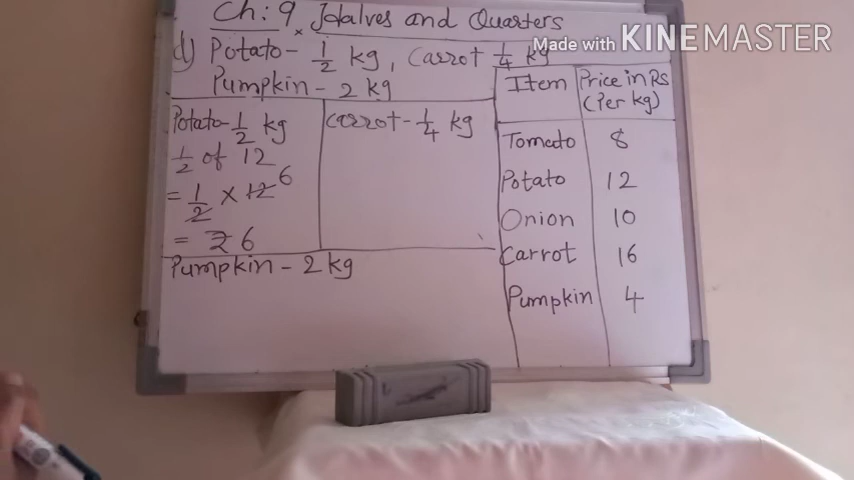 Ch: 9 Halves and Quarters
Made with KINEMASTER
d) Potato - 1/2 kg, Carrot 1/4 kg
Pumpkin - 2 kg
Potato - 1/2 kg
1/2 of 12
= 1/2 x 12 6
= ₹ 6
Carrot - 1/4 kg
Pumpkin - 2 kg
Item Price in Rs
(Per kg)
Tomato 8
Potato 12
Onion 10
Carrot 16
Pumpkin 4